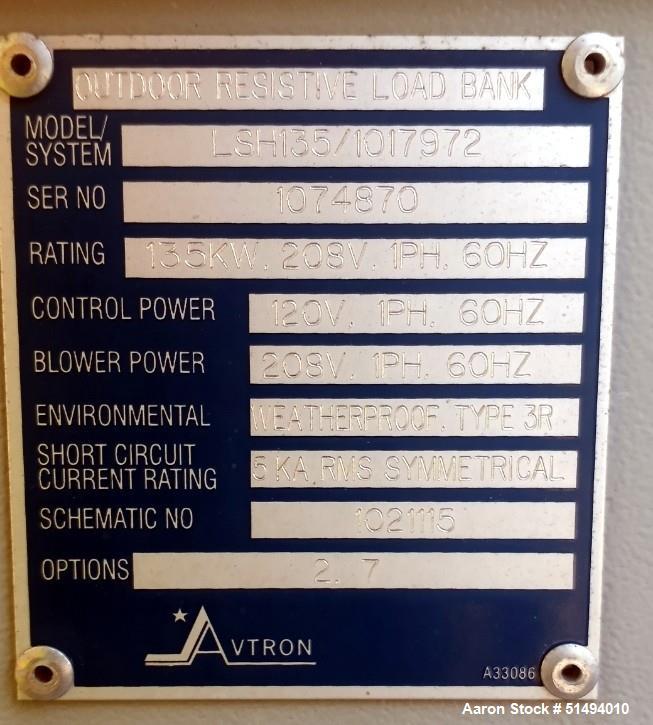 OUTDOOR RESISTIVE LOAD BANK
MODEL/
SYSTEM LSH135/1017972
SER NO 1074870
RATING 135KW, 208V, 1PH, 60HZ
CONTROL POWER 120V, 1PH, 60HZ
BLOWER POWER 208V, 1PH, 60HZ
ENVIRONMENTAL WEATHERPROOF, TYPE 3R
SHORT CIRCUIT
CURRENT RATING 5 KA RMS SYMMETRICAL
SCHEMATIC NO 1021115
OPTIONS 2, 7
AVTRON
A33086
Aaron Stock # 51494010